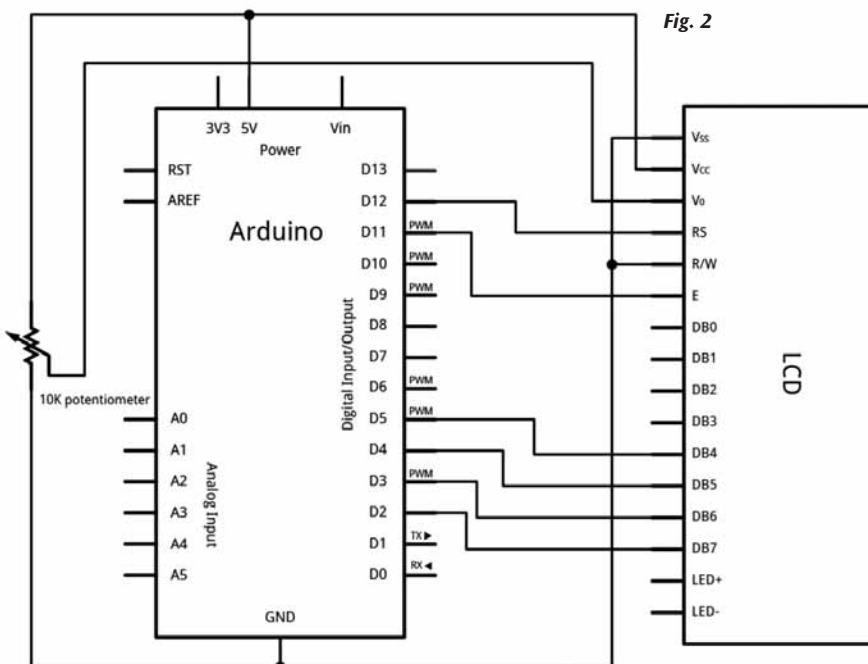 Fig. 2
3V3 5V Vin
Power
RST
AREF
Arduino
D13
D12
D11 PWM
D10 PWM
D9 PWM
D8
D7
D6 PWM
D5 PWM
D4
D3 PWM
D2
D1 TX ▶
D0 RX ◀
Digital Input/Output
10K potentiometer
A0
A1
A2
A3
A4
A5
Analog Input
GND
Vss
Vcc
V0
RS
R/W
E
DB0
DB1
DB2
DB3
DB4
DB5
DB6
DB7
LED+
LED-
LCD